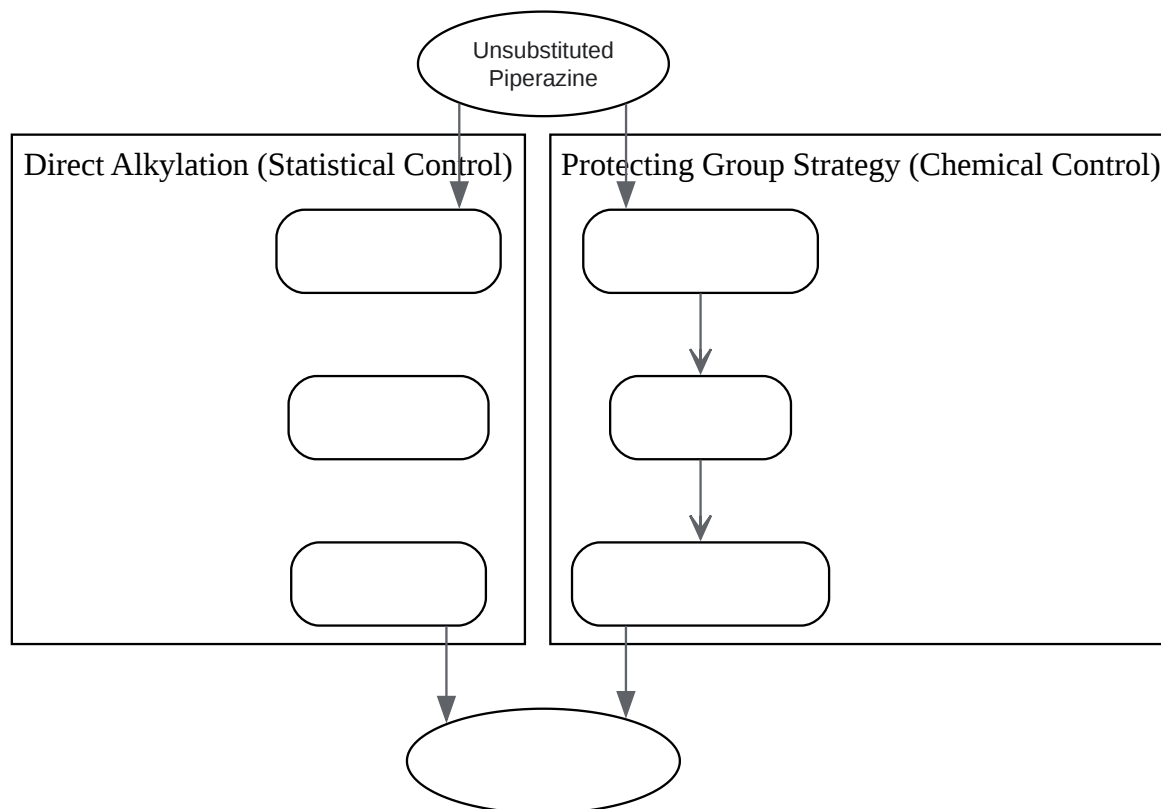 Unsubstituted
Piperazine
Direct Alkylation (Statistical Control)
Protecting Group Strategy (Chemical Control)